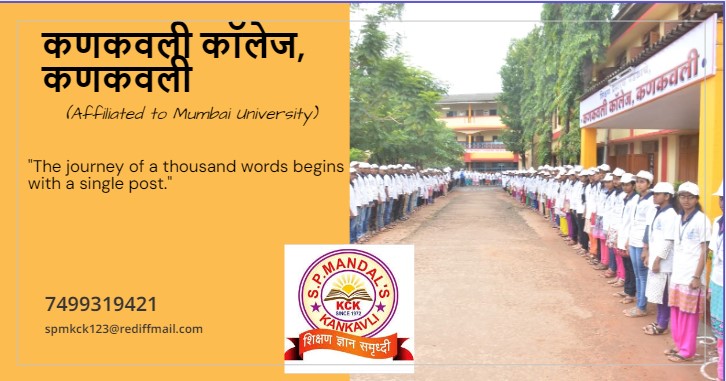 कणकवली कॉलेज,
कणकवली
(Affiliated to Mumbai University)
"The journey of a thousand words begins
with a single post."
7499319421
spmkck123@rediffmail.com
S.P.MANDAL'S
KCK
SINCE 1972
KANKAVLI
शिक्षण ज्ञान समृध्दी
कणकवली कॉलेज, कणकवली